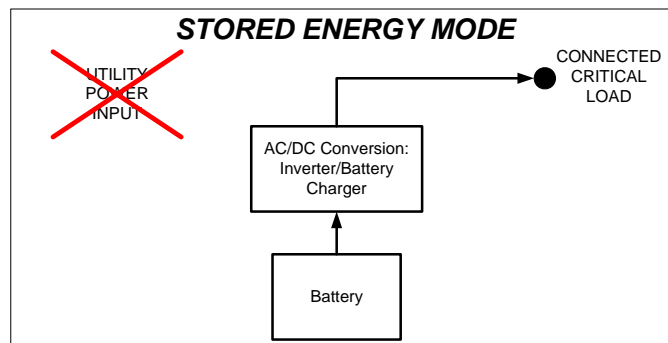 STORED ENERGY MODE
UTILITY
POWER
INPUT
CONNECTED
CRITICAL
LOAD
AC/DC Conversion:
Inverter/Battery
Charger
Battery